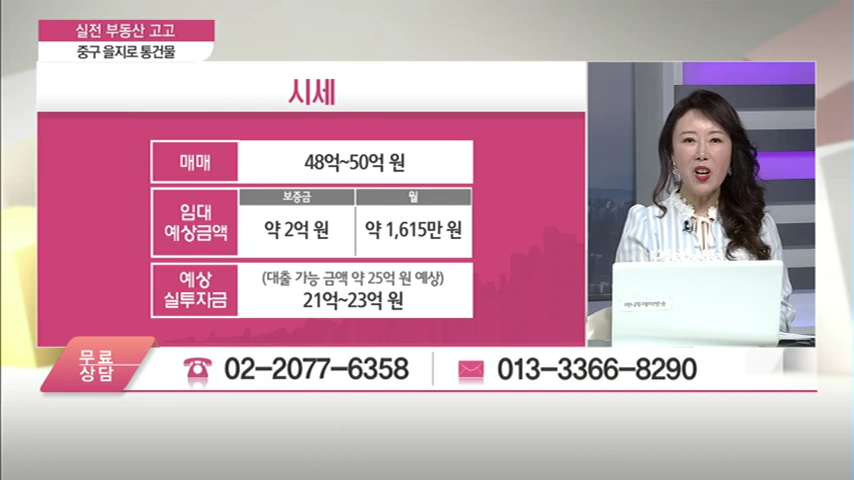 실전 부동산 고고
중구 을지로 통건물
시세
매매
48억~50억 원
임대
예상금액
보증금
월
약 2억 원
약 1,615만 원
예상
실투자금
(대출 가능 금액 약 25억 원 예상)
21억~23억 원
무료
상담
02-2077-6358
013-3366-8290